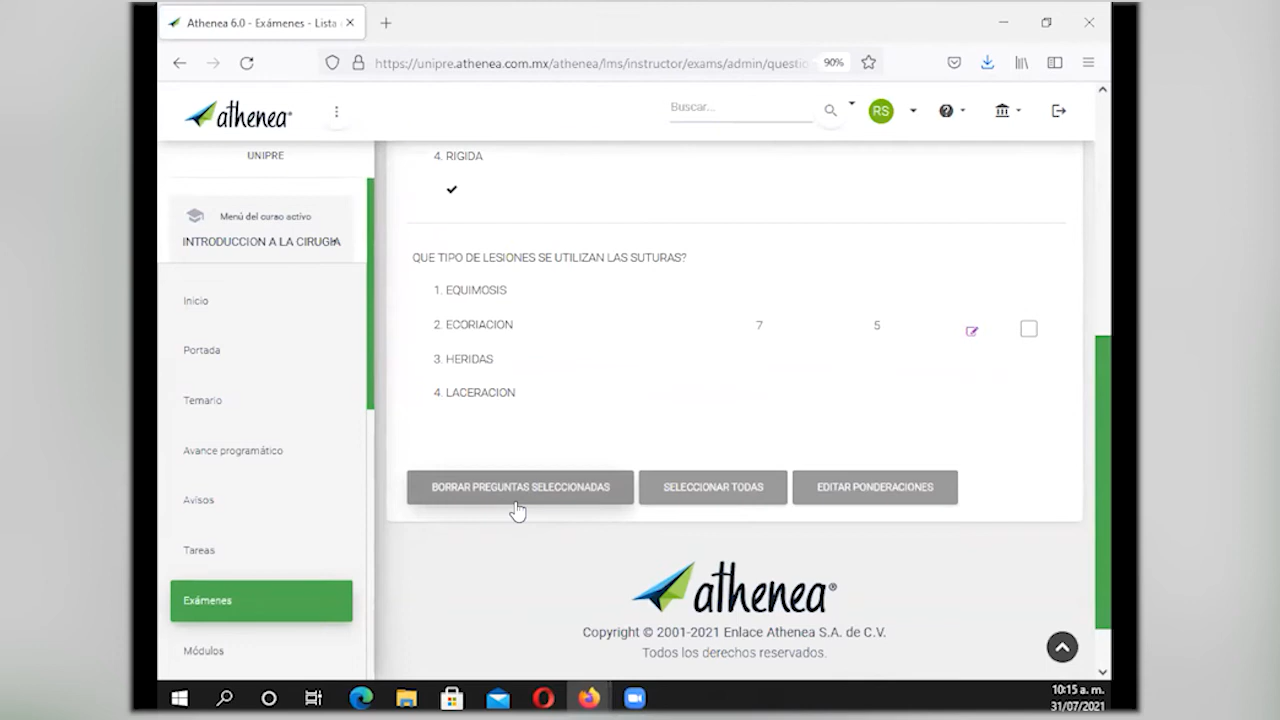 Athenea 6.0 - Exámenes - Lista
https://unipre.athenea.com.mx/athenea/lms/instructor/exams/admin/questio
90%
athenea®
Buscar...
RS
UNIPRE
Menú del curso activo
INTRODUCCION A LA CIRUGIA
Inicio
Portada
Temario
Avance programático
Avisos
Tareas
Exámenes
Módulos
4. RIGIDA
QUE TIPO DE LESIONES SE UTILIZAN LAS SUTURAS?
1. EQUIMOSIS
2. ECORIACION
7
5
3. HERIDAS
4. LACERACION
BORRAR PREGUNTAS SELECCIONADAS
SELECCIONAR TODAS
EDITAR PONDERACIONES
athenea®
Copyright © 2001-2021 Enlace Athenea S.A. de C.V.
Todos los derechos reservados.
10:15 a. m.
31/07/2021